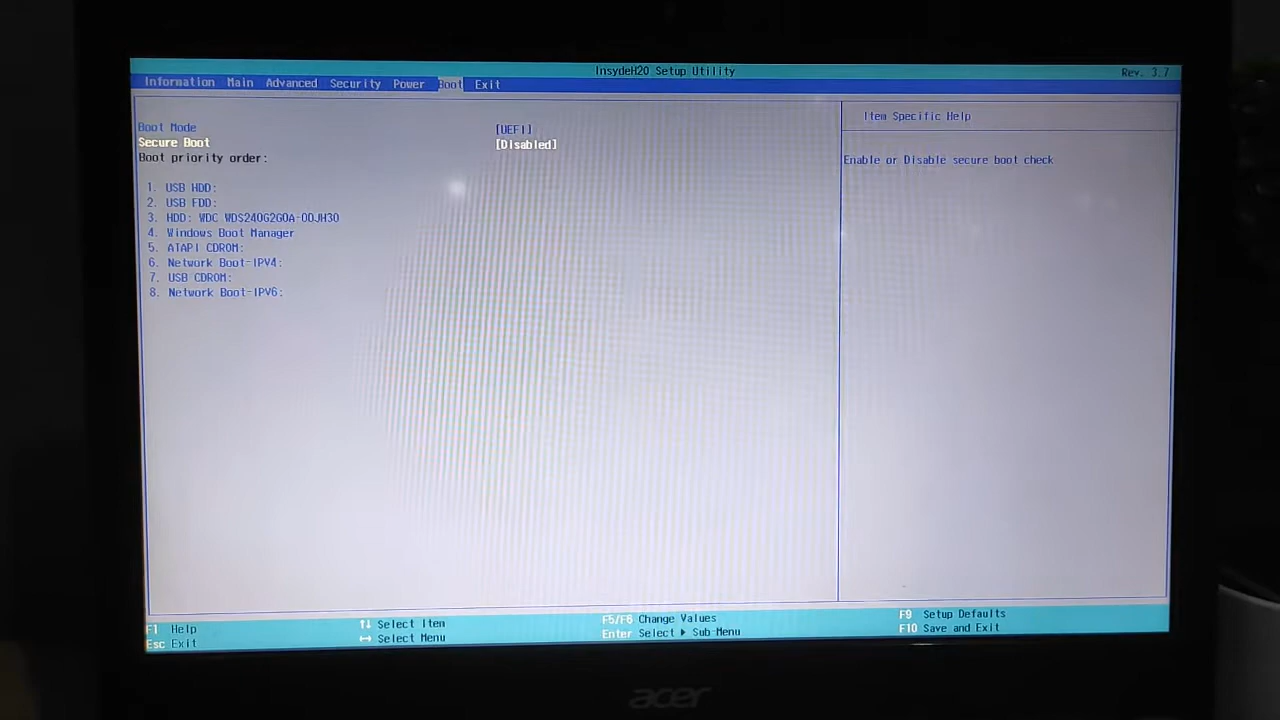 InsydeH20 Setup Utility
Rev. 3.7
Information Main Advanced Security Power Boot Exit
Boot Mode [UEFI]
Secure Boot [Disabled]
Boot priority order:
1. USB HDD:
2. USB FDD:
3. HDD: WDC WDS240G2G0A-0DJH30
4. Windows Boot Manager
5. ATAPI CDROM:
6. Network Boot-IPV4:
7. USB CDROM:
8. Network Boot-IPV6:
Item Specific Help
Enable or Disable secure boot check
F1 Help ↑↓ Select Item F5/F6 Change Values F9 Setup Defaults
Esc Exit ↔ Select Menu Enter Select ▶ Sub Menu F10 Save and Exit
acer